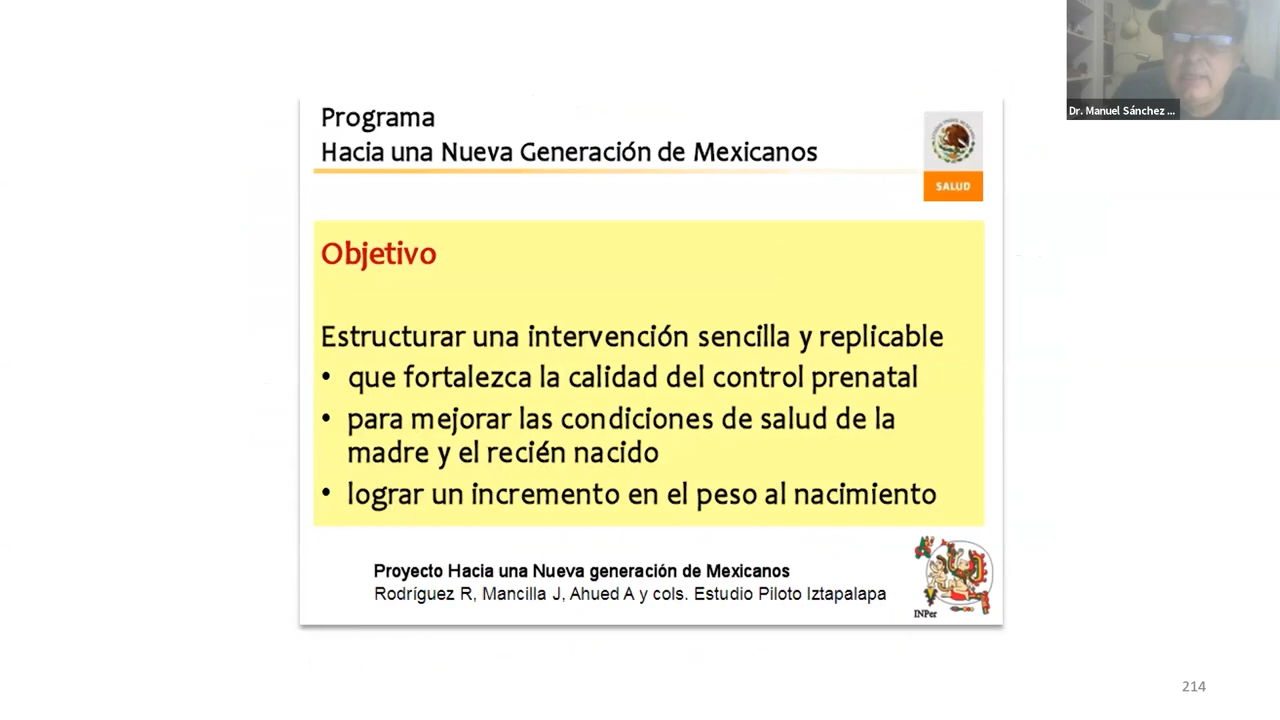 Dr. Manuel Sánchez ...
Programa
Hacia una Nueva Generación de Mexicanos
SALUD
Objetivo
Estructurar una intervención sencilla y replicable
• que fortalezca la calidad del control prenatal
• para mejorar las condiciones de salud de la
madre y el recién nacido
• lograr un incremento en el peso al nacimiento
Proyecto Hacia una Nueva generación de Mexicanos
Rodríguez R, Mancilla J, Ahued A y cols. Estudio Piloto Iztapalapa
INPer
214